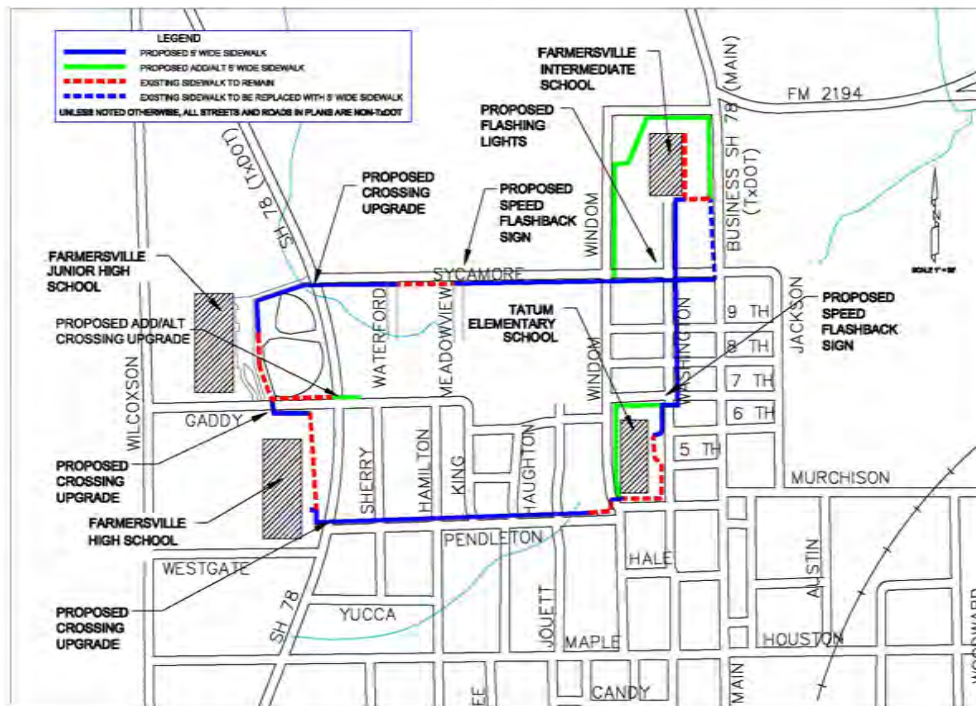 LEGEND
PROPOSED 5' WIDE SIDEWALK
PROPOSED ADD/ALT 5' WIDE SIDEWALK
EXISTING SIDEWALK TO REMAIN
EXISTING SIDEWALK TO BE REPLACED WITH 5' WIDE SIDEWALK
UNLESS NOTED OTHERWISE, ALL STREETS AND ROADS IN PLANS ARE NON-TxDOT
FARMERSVILLE
INTERMEDIATE
SCHOOL
PROPOSED
FLASHING
LIGHTS
FM 2194
BUSINESS SH 78 (MAIN)
(TxDOT)
SH 78 (TxDOT)
PROPOSED
CROSSING
UPGRADE
PROPOSED
SPEED
FLASHBACK
SIGN
WINDOM
N
SCALE 1" = 50'
FARMERSVILLE
JUNIOR HIGH
SCHOOL
SYCAMORE
PROPOSED ADD/ALT
CROSSING UPGRADE
WATERFORD
MEADOWVIEW
TATUM
ELEMENTARY
SCHOOL
WINDOM
WASHINGTON
9 TH
8 TH
7 TH
6 TH
5 TH
JACKSON
PROPOSED
SPEED
FLASHBACK
SIGN
WILCOXSON
GADDY
PROPOSED
CROSSING
UPGRADE
SHERRY
HAMILTON
KING
HAUGHTON
MURCHISON
FARMERSVILLE
HIGH SCHOOL
PENDLETON
WESTGATE
HALE
AUSTIN
PROPOSED
CROSSING
UPGRADE
SH 78
YUCCA
JOUETT
MAPLE
HOUSTON
CANDY
MAIN